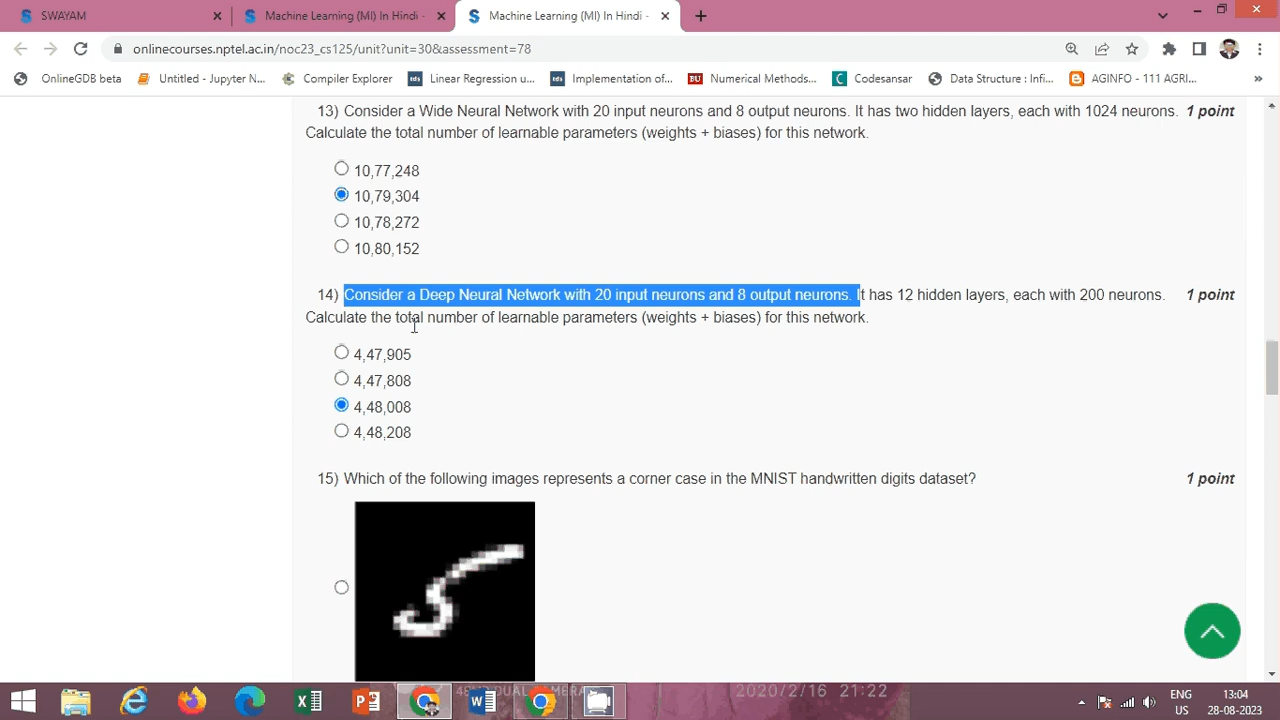 SWAYAM
Machine Learning (Ml) In Hindi -
Machine Learning (Ml) In Hindi -
onlinecourses.nptel.ac.in/noc23_cs125/unit?unit=30&assessment=78
OnlineGDB beta
Untitled - Jupyter N...
Compiler Explorer
Linear Regression u...
Implementation of...
BU Numerical Methods...
Codesansar
Data Structure : Infi...
AGINFO - 111 AGRI...
»
13) Consider a Wide Neural Network with 20 input neurons and 8 output neurons. It has two hidden layers, each with 1024 neurons. 1 point
Calculate the total number of learnable parameters (weights + biases) for this network.
10,77,248
10,79,304
10,78,272
10,80,152
14) Consider a Deep Neural Network with 20 input neurons and 8 output neurons. It has 12 hidden layers, each with 200 neurons. 1 point
Calculate the total number of learnable parameters (weights + biases) for this network.
4,47,905
4,47,808
4,48,008
4,48,208
15) Which of the following images represents a corner case in the MNIST handwritten digits dataset? 1 point
2020/2/16 21:22
ENG
US
13:04
28-08-2023